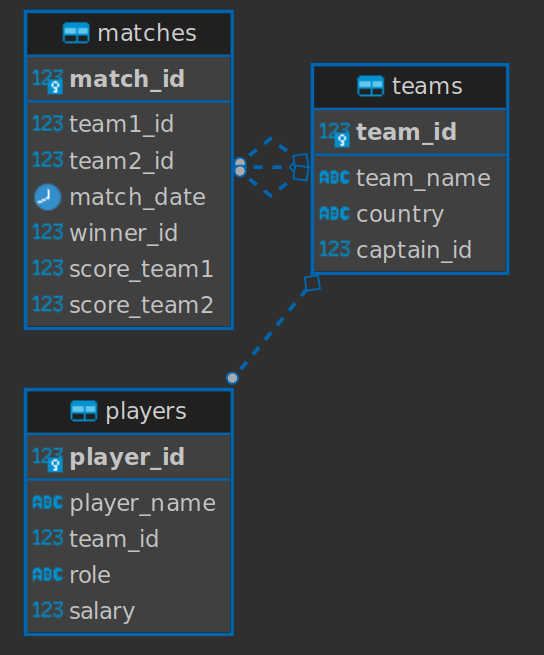 matches
123 match_id
123 team1_id
123 team2_id
match_date
123 winner_id
123 score_team1
123 score_team2
teams
123 team_id
ABC team_name
ABC country
123 captain_id
players
123 player_id
ABC player_name
123 team_id
ABC role
123 salary